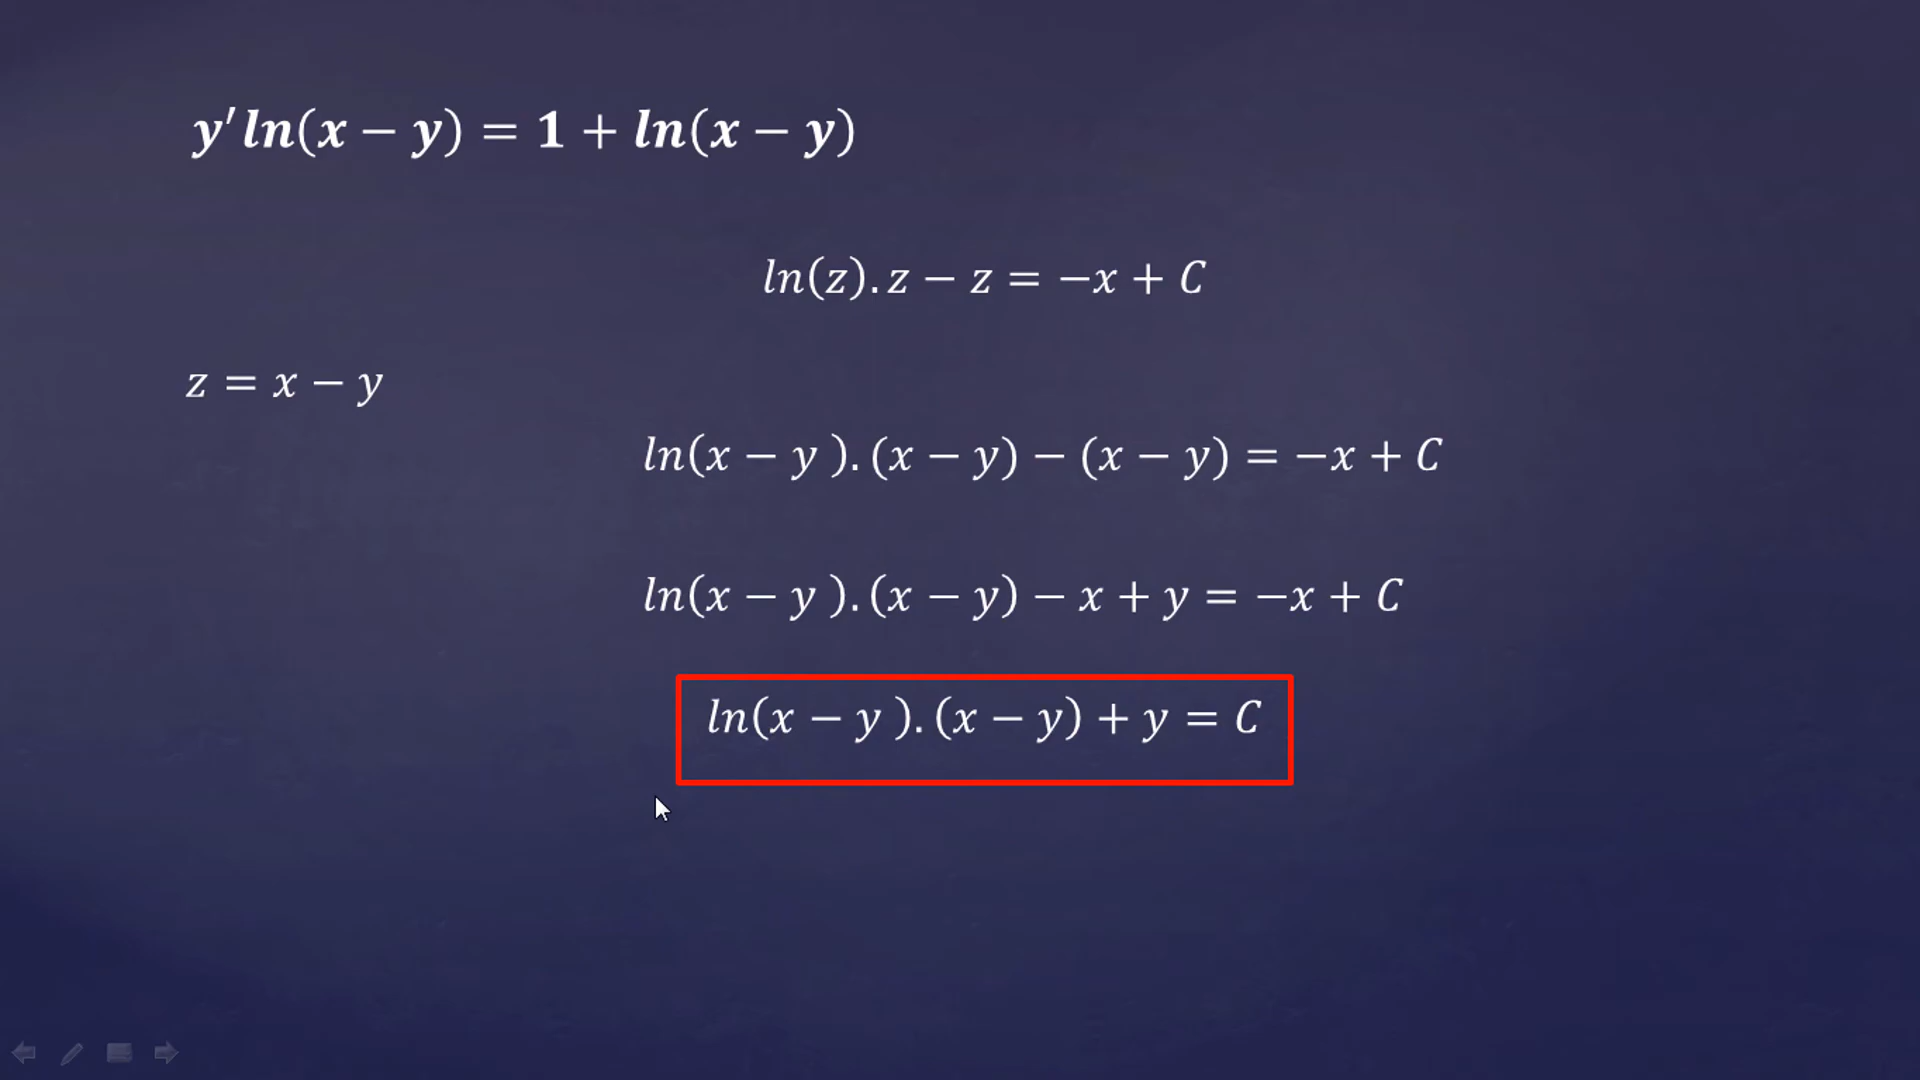 y′ln(x − y) = 1 + ln(x − y)
ln(z). z − z = −x + C
z = x − y
ln(x − y ). (x − y) − (x − y) = −x + C
ln(x − y ). (x − y) − x + y = −x + C
ln(x − y ). (x − y) + y = C